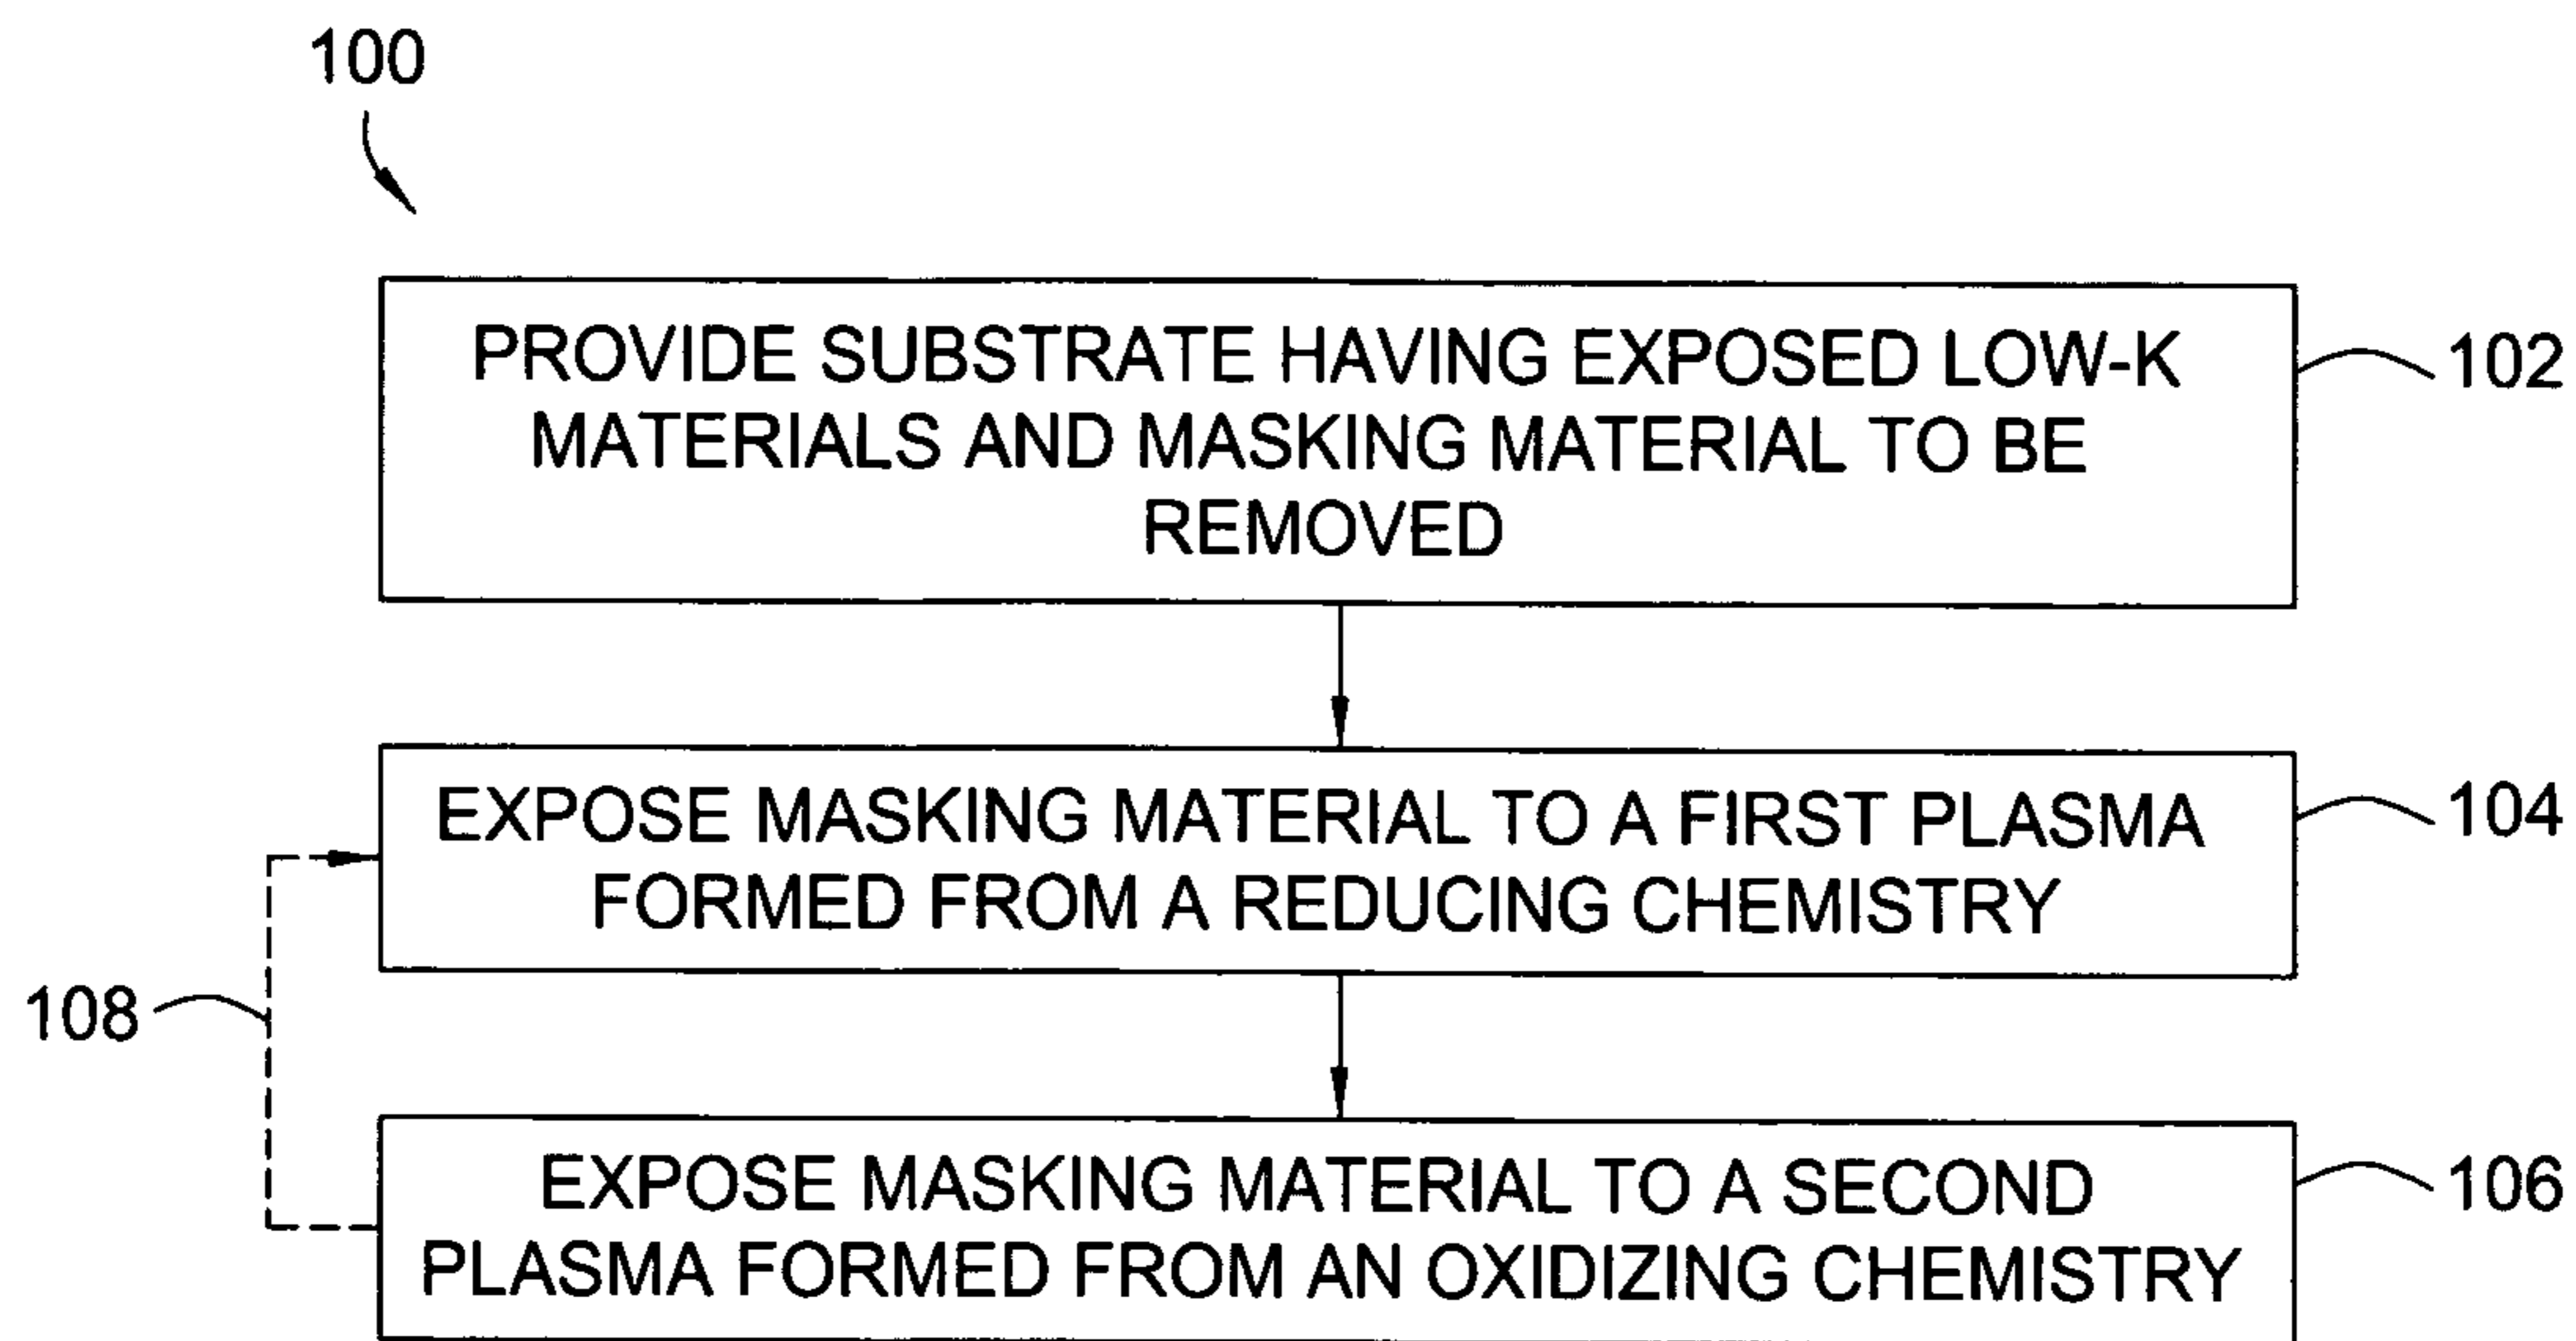 100
PROVIDE SUBSTRATE HAVING EXPOSED LOW-K
MATERIALS AND MASKING MATERIAL TO BE
REMOVED
102
EXPOSE MASKING MATERIAL TO A FIRST PLASMA
FORMED FROM A REDUCING CHEMISTRY
104
108
EXPOSE MASKING MATERIAL TO A SECOND
PLASMA FORMED FROM AN OXIDIZING CHEMISTRY
106